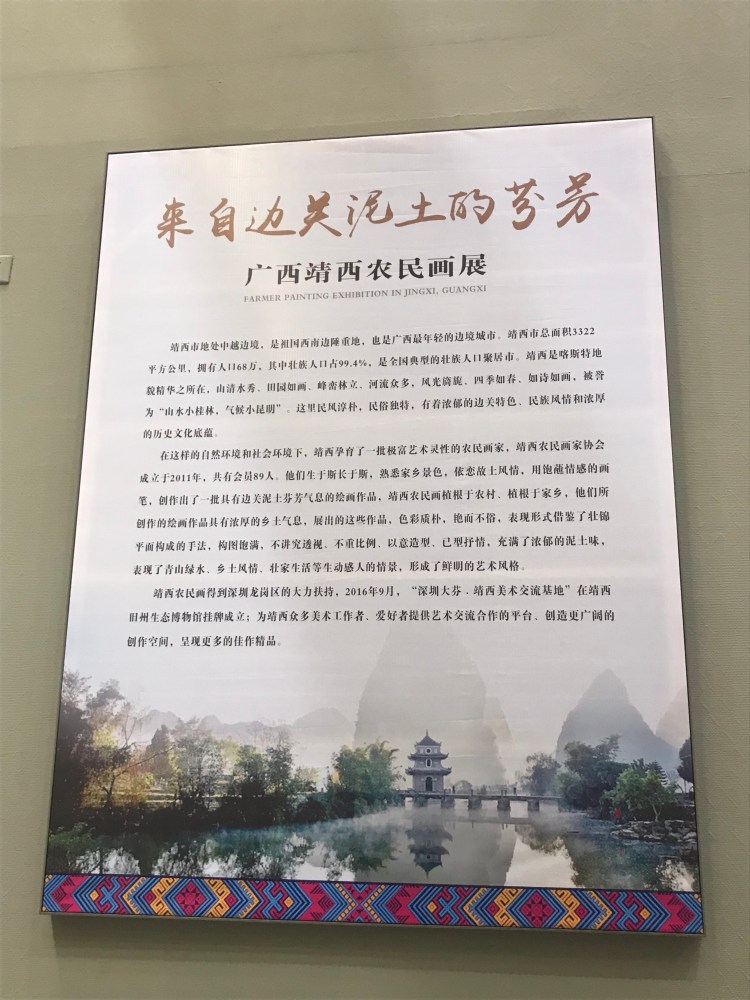 来自边关泥土的芬芳
广西靖西农民画展
FARMER PAINTING EXHIBITION IN JINGXI, GUANGXI
靖西市地处中越边境，是祖国西南边陲重地，也是广西最年轻的边境城市。靖西市总面积3322
平方公里，拥有人口68万，其中壮族人口占99.4%，是全国典型的壮族人口聚居市。靖西是喀斯特地
貌精华之所在，山清水秀。田园如画、峰峦林立、河流众多，风光旖旎、四季如春、如诗如画，被誉
为“山水小桂林，气候小昆明”。这里民风淳朴，民俗独特，有着浓郁的边关特色、民族风情和浓厚
的历史文化底蕴。
在这样的自然环境和社会环境下，靖西孕育了一批极富艺术灵性的农民画家，靖西农民画家协会
成立于2011年，共有会员89人。他们生于斯长于斯，熟悉家乡景色，依恋故土风情，用饱蘸情感的画
笔，创作出了一批具有边关泥土芬芳气息的绘画作品，靖西农民画植根于农村、植根于家乡，他们所
创作的绘画作品具有浓厚的乡土气息，展出的这些作品，色彩质朴，艳而不俗，表现形式借鉴了壮锦
平面构成的手法，构图饱满，不讲究透视、不重比例、以意造型、已型抒情，充满了浓郁的泥土味，
表现了青山绿水、乡土风情、壮家生活等生动感人的情景，形成了鲜明的艺术风格。
靖西农民画得到深圳龙岗区的大力扶持，2016年9月，“深圳大芬·靖西美术交流基地”在靖西
旧州生态博物馆挂牌成立；为靖西众多美术工作者、爱好者提供艺术交流合作的平台、创造更广阔的
创作空间，呈现更多的佳作精品。